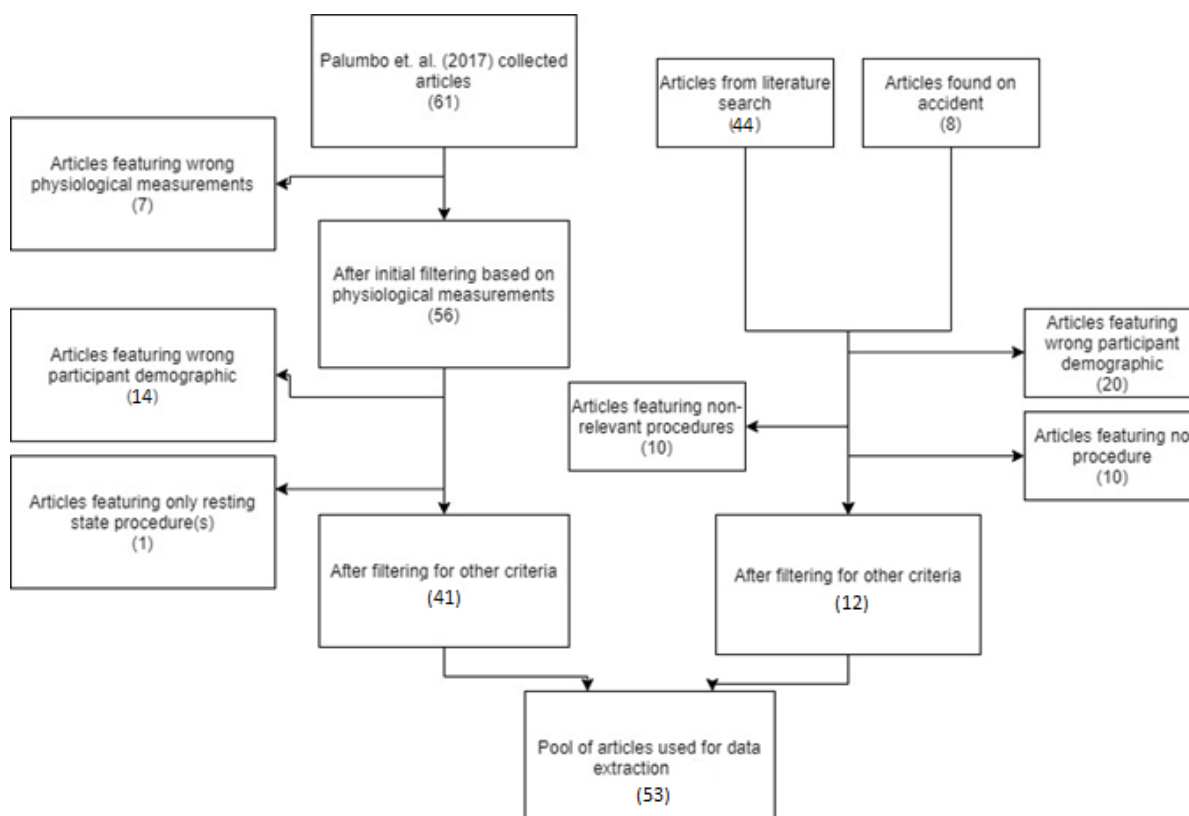 Palumbo et. al. (2017) collected
articles
(61)
Articles from literature
search
(44)
Articles found on
accident
(8)
Articles featuring wrong
physiological measurements
(7)
After initial filtering based on
physiological measurements
(56)
Articles featuring wrong
participant demographic
(14)
Articles featuring
wrong participant
demographic
(20)
Articles featuring non-
relevant procedures
(10)
Articles featuring no
procedure
(10)
Articles featuring only resting
state procedure(s)
(1)
After filtering for other criteria
(41)
After filtering for other criteria
(12)
Pool of articles used for data
extraction
(53)